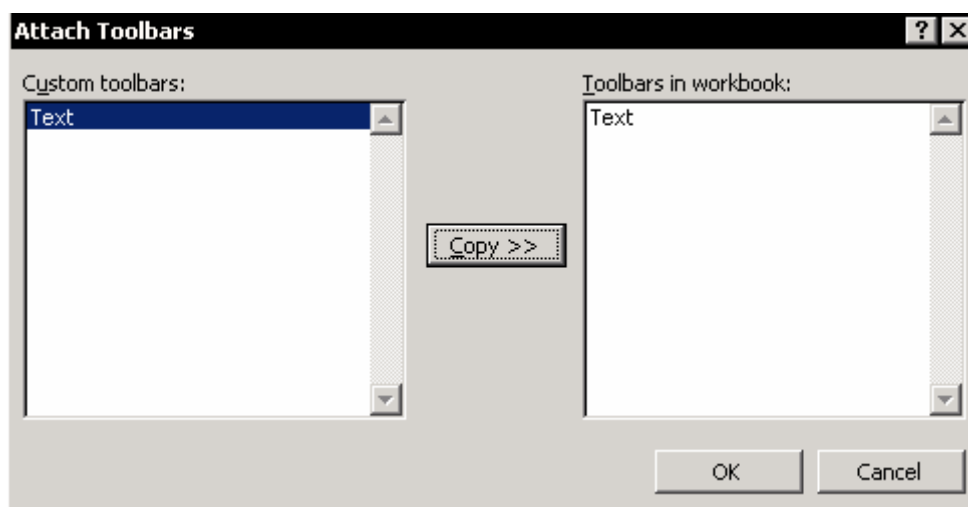 Attach Toolbars
Custom toolbars:
Toolbars in workbook:
Text
Text
Copy >>
OK
Cancel